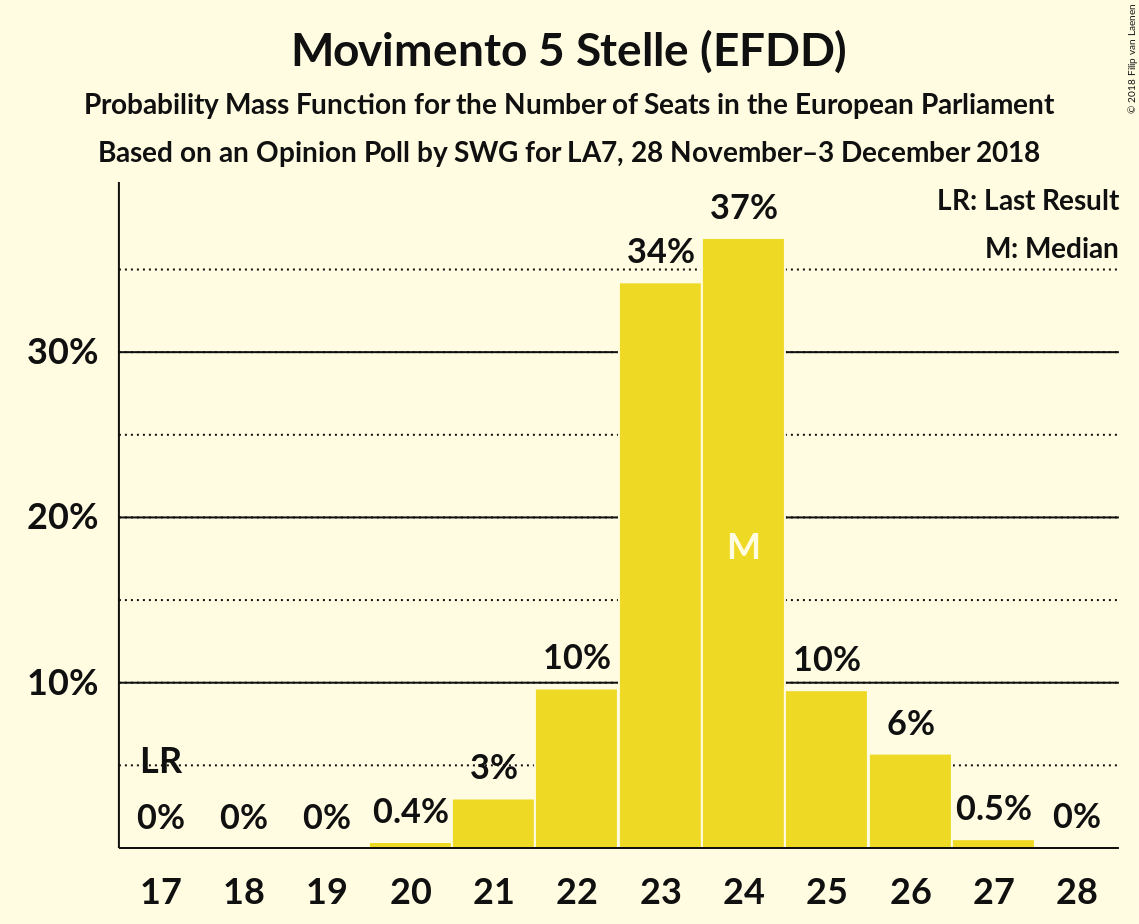 Movimento 5 Stelle (EFDD)
Probability Mass Function for the Number of Seats in the European Parliament
Based on an Opinion Poll by SWG for LA7, 28 November–3 December 2018
© 2018 Filip van Laenen
LR: Last Result
M: Median
37%
34%
30%
20%
M
10%
10%
10%
6%
LR
3%
0% 0% 0% 0.4% 0.5% 0%
17 18 19 20 21 22 23 24 25 26 27 28